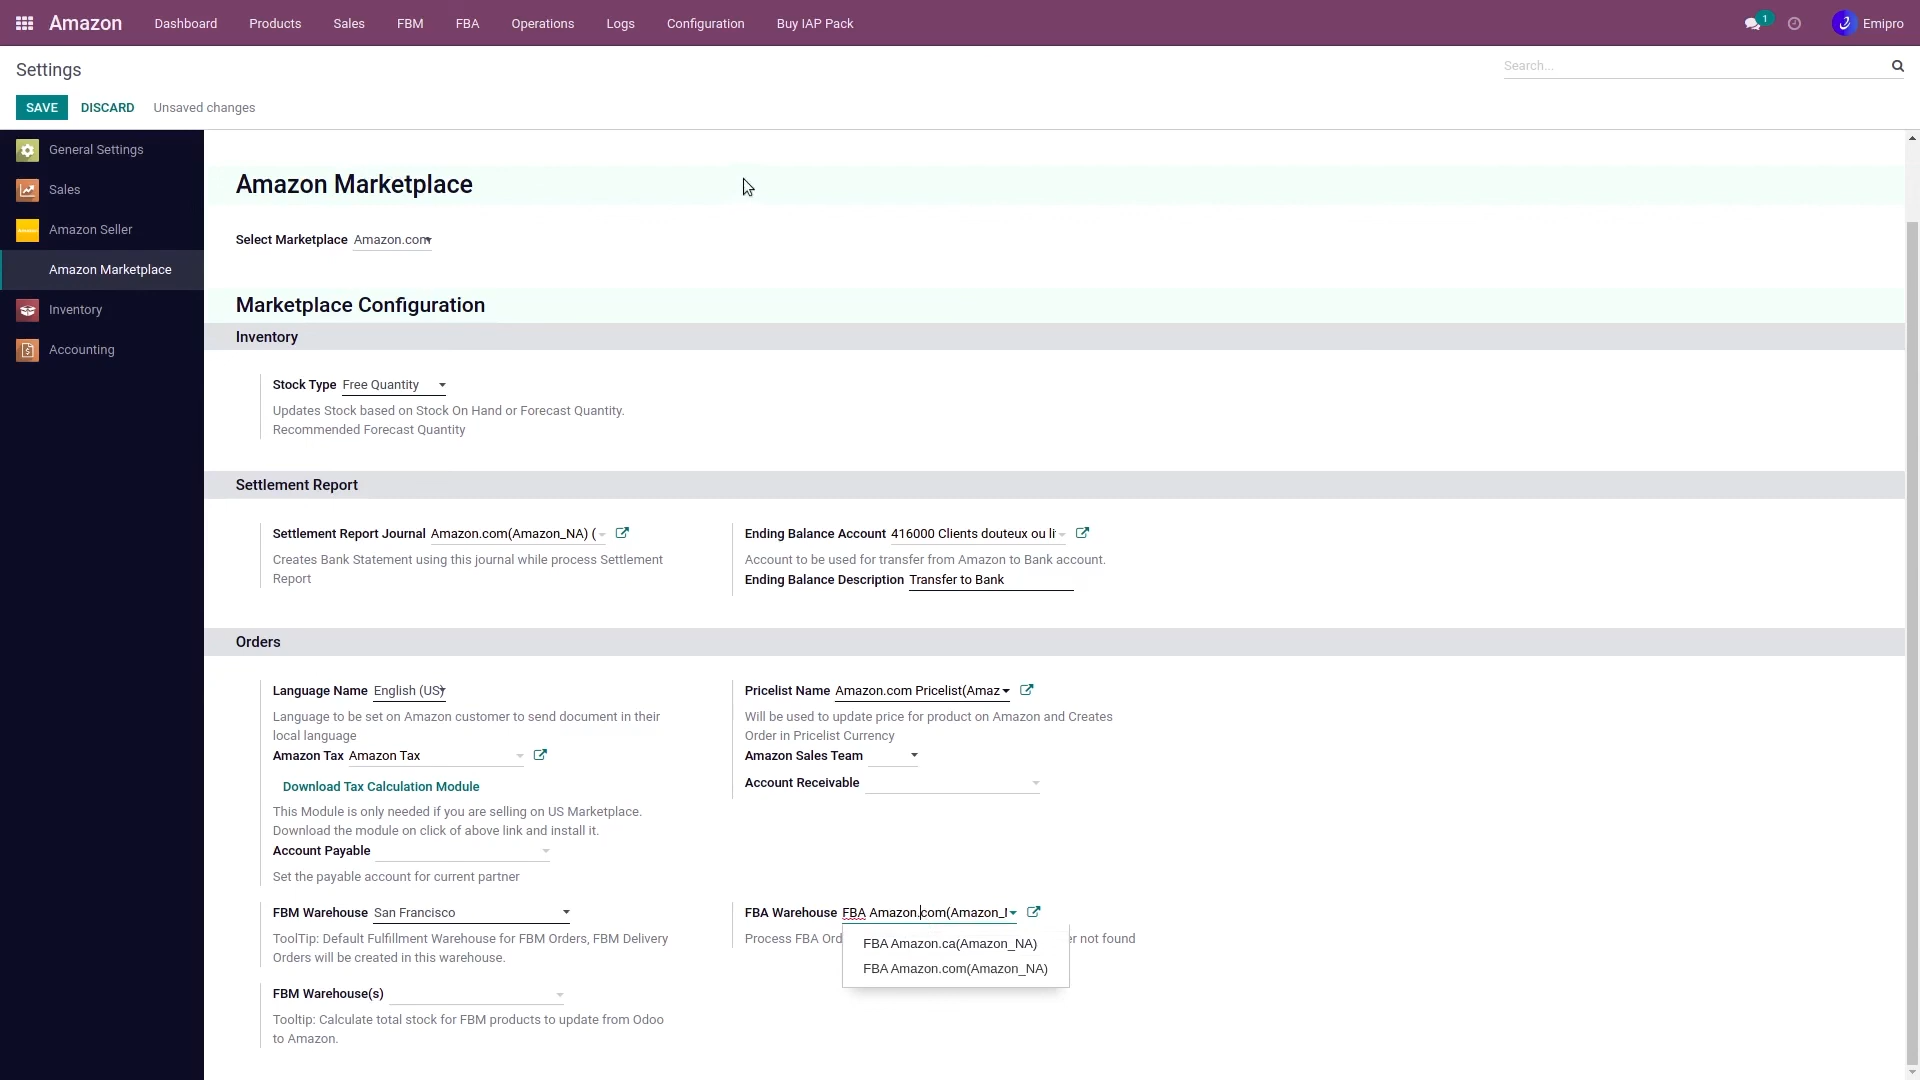 Amazon Dashboard Products Sales FBM FBA Operations Logs Configuration Buy IAP Pack 1 Emipro
Settings Search...
SAVE DISCARD Unsaved changes
General Settings
Sales
Amazon Seller
Amazon Marketplace
Inventory
Accounting
Amazon Marketplace
Select Marketplace Amazon.com
Marketplace Configuration
Inventory
Stock Type Free Quantity
Updates Stock based on Stock On Hand or Forecast Quantity.
Recommended Forecast Quantity
Settlement Report
Settlement Report Journal Amazon.com(Amazon_NA) (
Creates Bank Statement using this journal while process Settlement
Report
Ending Balance Account 416000 Clients douteux ou li
Account to be used for transfer from Amazon to Bank account.
Ending Balance Description Transfer to Bank
Orders
Language Name English (US)
Language to be set on Amazon customer to send document in their
local language
Amazon Tax Amazon Tax
Download Tax Calculation Module
This Module is only needed if you are selling on US Marketplace.
Download the module on click of above link and install it.
Account Payable
Set the payable account for current partner
Pricelist Name Amazon.com Pricelist(Amaz
Will be used to update price for product on Amazon and Creates
Order in Pricelist Currency
Amazon Sales Team
Account Receivable
FBM Warehouse San Francisco
ToolTip: Default Fulfillment Warehouse for FBM Orders, FBM Delivery
Orders will be created in this warehouse.
FBA Warehouse FBA Amazon.com(Amazon_
Process FBA Ord er not found
FBA Amazon.ca(Amazon_NA)
FBA Amazon.com(Amazon_NA)
FBM Warehouse(s)
Tooltip: Calculate total stock for FBM products to update from Odoo
to Amazon.